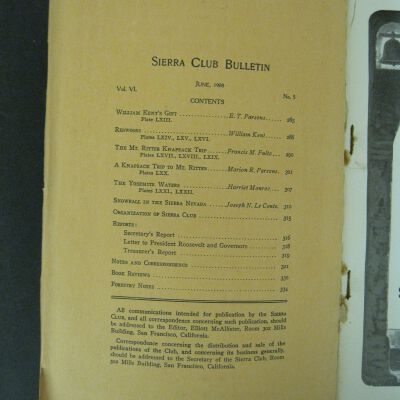 SIERRA CLUB BULLETIN
JUNE, 1908
Vol. VI. No. 5
CONTENTS
WILLIAM KENT'S GIFT E. T. Parsons. 283
Plate LXIII.
REDWOODS William Kent 286
Plates LXIV., LXV., LXVI.
THE MT. RITTER KNAPSACK TRIP Francis M. Fultz 290
Plates LXVII., LXVIII., LXIX.
A KNAPSACK TRIP TO MT. RITTER Marion R. Parsons. 301
Plate LXX.
THE YOSEMITE WATERS Harriet Monroe 307
Plates LXXI., LXXII.
SNOWFALL IN THE SIERRA NEVADA Joseph N. Le Conte. 310
ORGANIZATION OF SIERRA CLUB 315
REPORTS:
Secretary's Report 316
Letter to President Roosevelt and Governors 318
Treasurer's Report 319
NOTES AND CORRESPONDENCE 321
BOOK REVIEWS 330
FORESTRY NOTES 334
All communications intended for publication by the SIERRA
CLUB, and all correspondence concerning such publication, should
be addressed to the Editor, Elliott McAllister, Room 302 Mills
Building, San Francisco, California.
Correspondence concerning the distribution and sale of the
publications of the Club, and concerning its business generally,
should be addressed to the Secretary of the Sierra Club, Room
302 Mills Building, San Francisco, California.